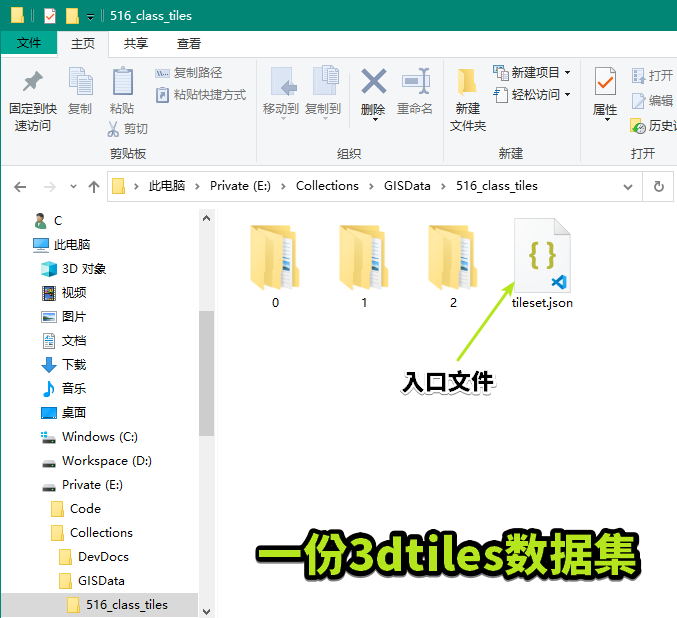 516_class_tiles
文件 主页 共享 查看
固定到快速访问
复制
粘贴
复制路径
粘贴快捷方式
剪切
移动到 复制到
删除 重命名
新建文件夹
新建项目
轻松访问
属性
打开
编辑
历史
剪贴板 组织 新建 打开
此电脑 Private (E:) Collections GISData 516_class_tiles
C
此电脑
3D 对象
视频
图片
文档
下载
音乐
桌面
Windows (C:)
Workspace (D:)
Private (E:)
Code
Collections
DevDocs
GISData
516_class_tiles
0 1 2 tileset.json
入口文件
一份3dtiles数据集